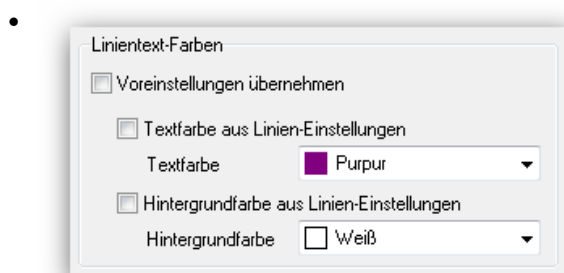 Linientext-Farben
Voreinstellungen übernehmen
Textfarbe aus Linien-Einstellungen
Textfarbe Purpur
Hintergrundfarbe aus Linien-Einstellungen
Hintergrundfarbe Weiß